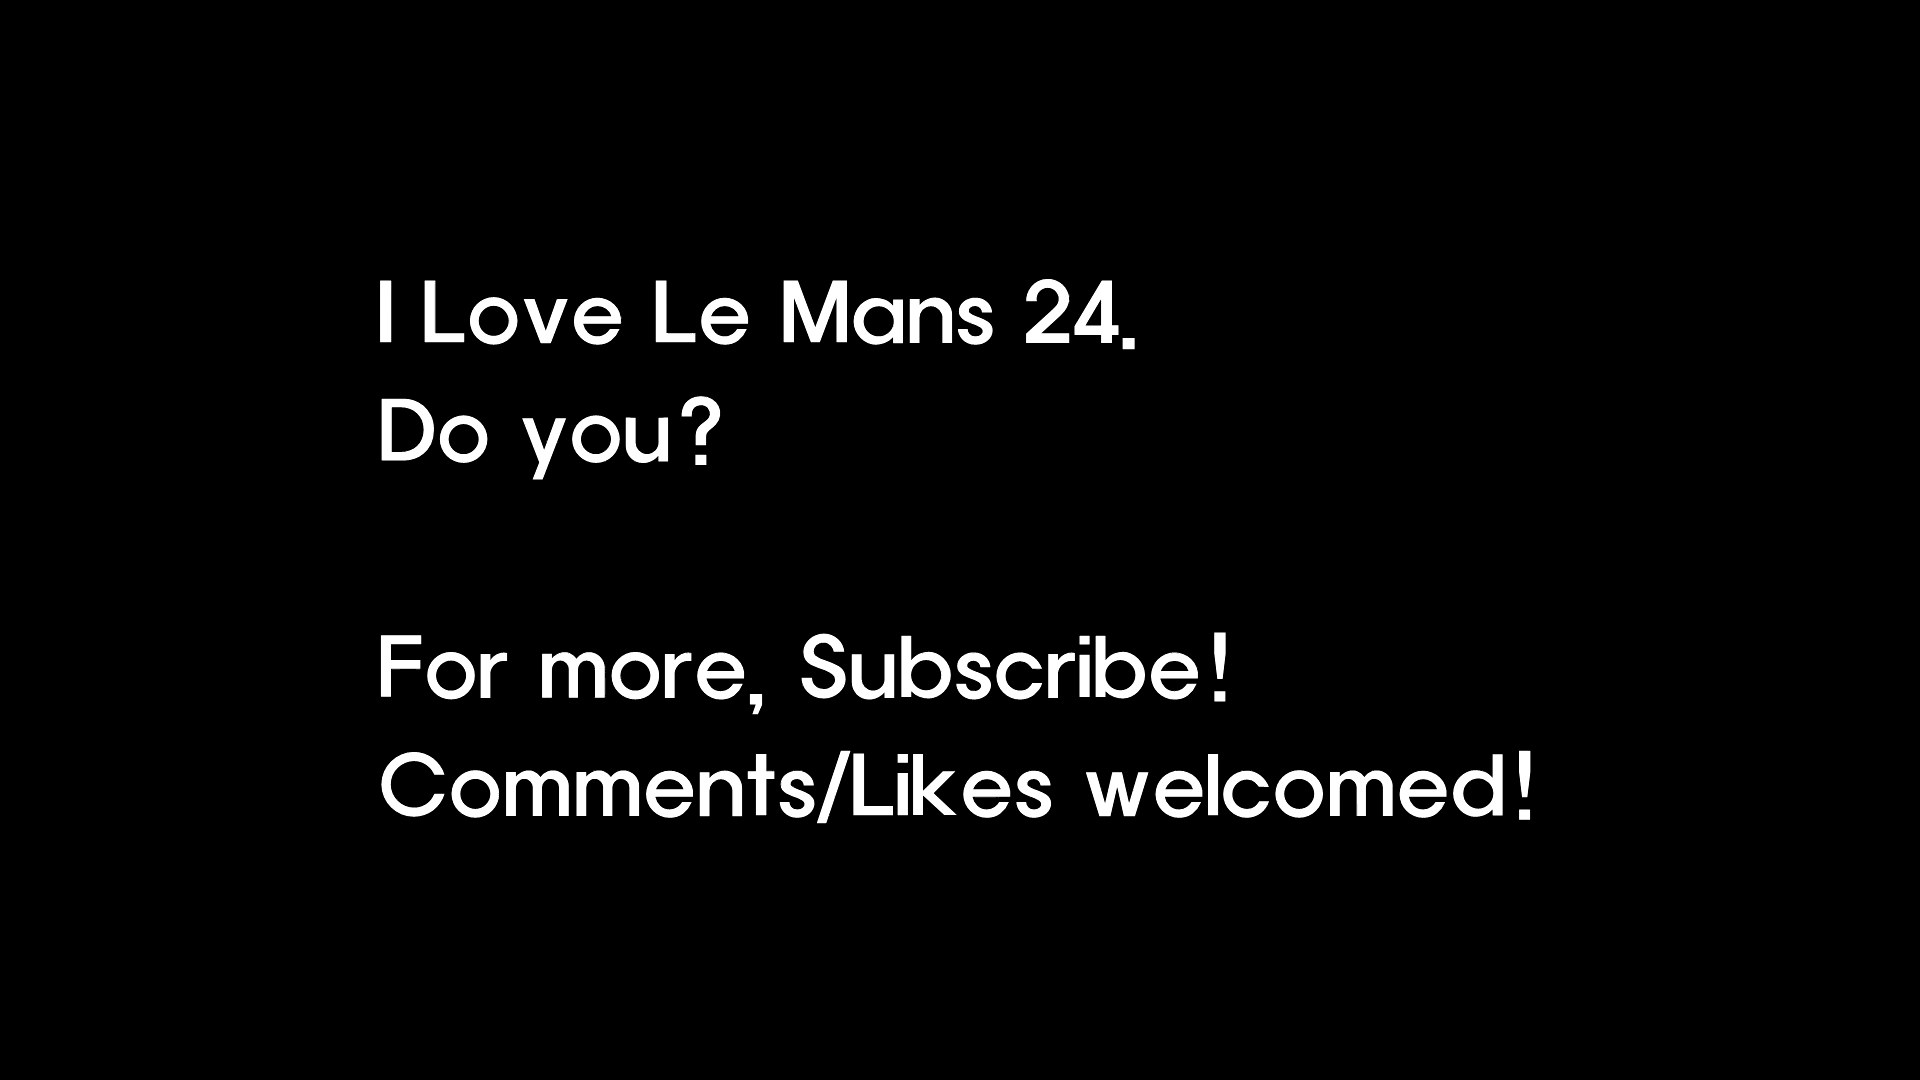 I Love Le Mans 24.
Do you?
For more, Subscribe!
Comments/Likes welcomed!